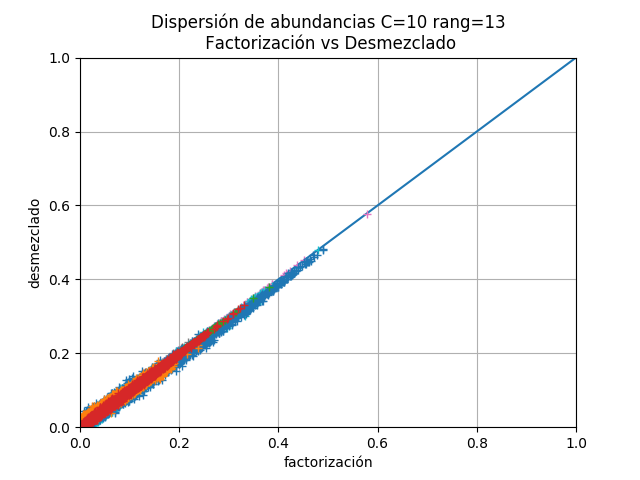 Dispersión de abundancias C=10 rang=13
Factorización vs Desmezclado
1.0
0.8
0.6
0.4
0.2
0.0
desmezclado
0.0 0.2 0.4 0.6 0.8 1.0
factorización